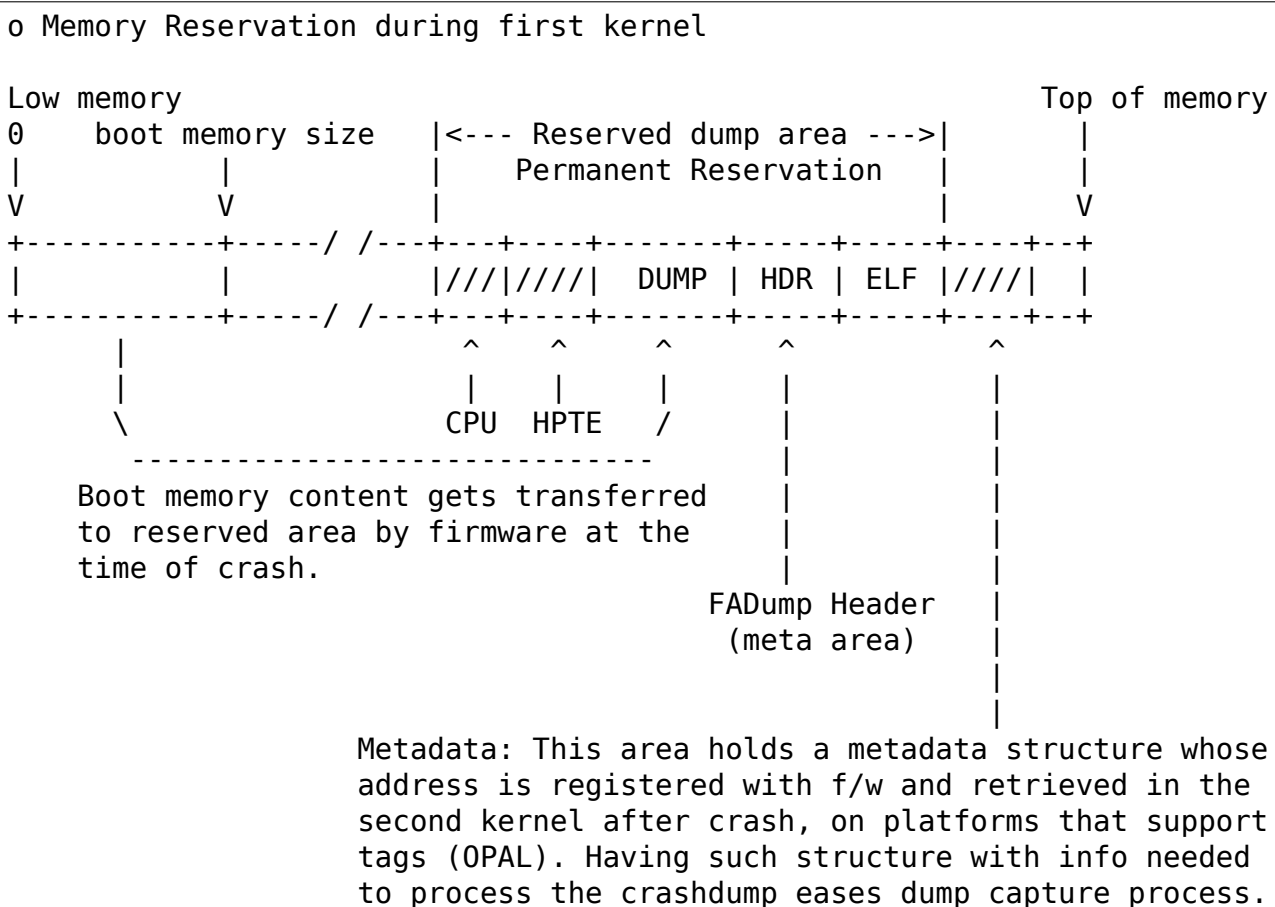 o Memory Reservation during first kernel

Low memory                                                 Top of memory
0    boot memory size   |<--- Reserved dump area --->|       |
|           |           |    Permanent Reservation   |       |
V           V           |                            |       V
+-----------+-----/ /---+---+----+-------+-----+-----+----+--+
|           |           |///|////|  DUMP | HDR | ELF |////|  |
+-----------+-----/ /---+---+----+-------+-----+-----+----+--+
      |                   ^    ^     ^      ^           ^
      |                   |    |     |      |           |
      \                  CPU  HPTE   /      |           |
       ------------------------------       |           |
    Boot memory content gets transferred    |           |
    to reserved area by firmware at the     |           |
    time of crash.                          |           |
                                        FADump Header   |
                                         (meta area)    |
                                                        |
                                                        |
                    Metadata: This area holds a metadata structure whose
                    address is registered with f/w and retrieved in the
                    second kernel after crash, on platforms that support
                    tags (OPAL). Having such structure with info needed
                    to process the crashdump eases dump capture process.